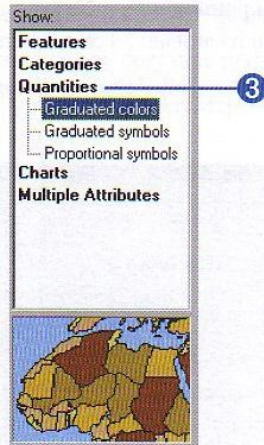 Show:
Features
Categories
Quantities
3
Graduated colors
Graduated symbols
Proportional symbols
Charts
Multiple Attributes